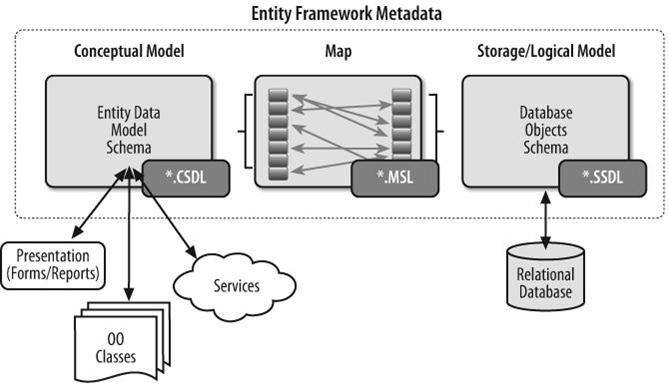 Entity Framework Metadata
Conceptual Model
Map
Storage/Logical Model
Entity Data
Model
Schema
*.CSDL
*.MSL
Database
Objects
Schema
*.SSDL
Presentation
(Forms/Reports)
Services
OO
Classes
Relational
Database